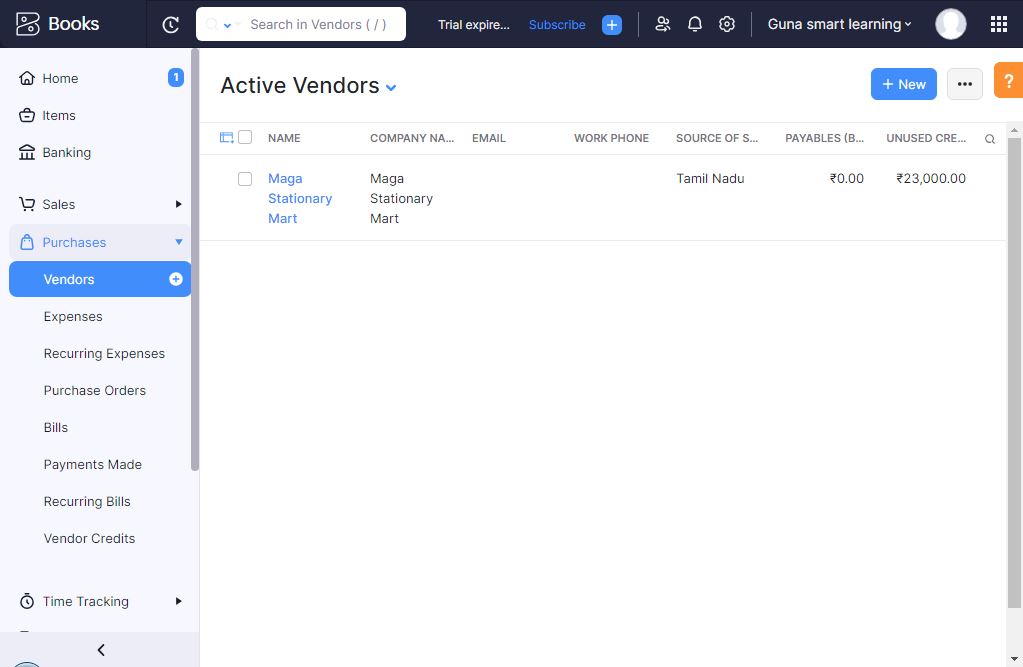 Books
Search in Vendors ( / )
Trial expire...
Subscribe
Guna smart learning
Home
1
Items
Banking
Sales
Purchases
Vendors
Expenses
Recurring Expenses
Purchase Orders
Bills
Payments Made
Recurring Bills
Vendor Credits
Time Tracking
Active Vendors
+ New
...
?
NAME
COMPANY NA...
EMAIL
WORK PHONE
SOURCE OF S...
PAYABLES (B...
UNUSED CRE...
Maga
Stationary
Mart
Maga
Stationary
Mart
Tamil Nadu
₹0.00
₹23,000.00